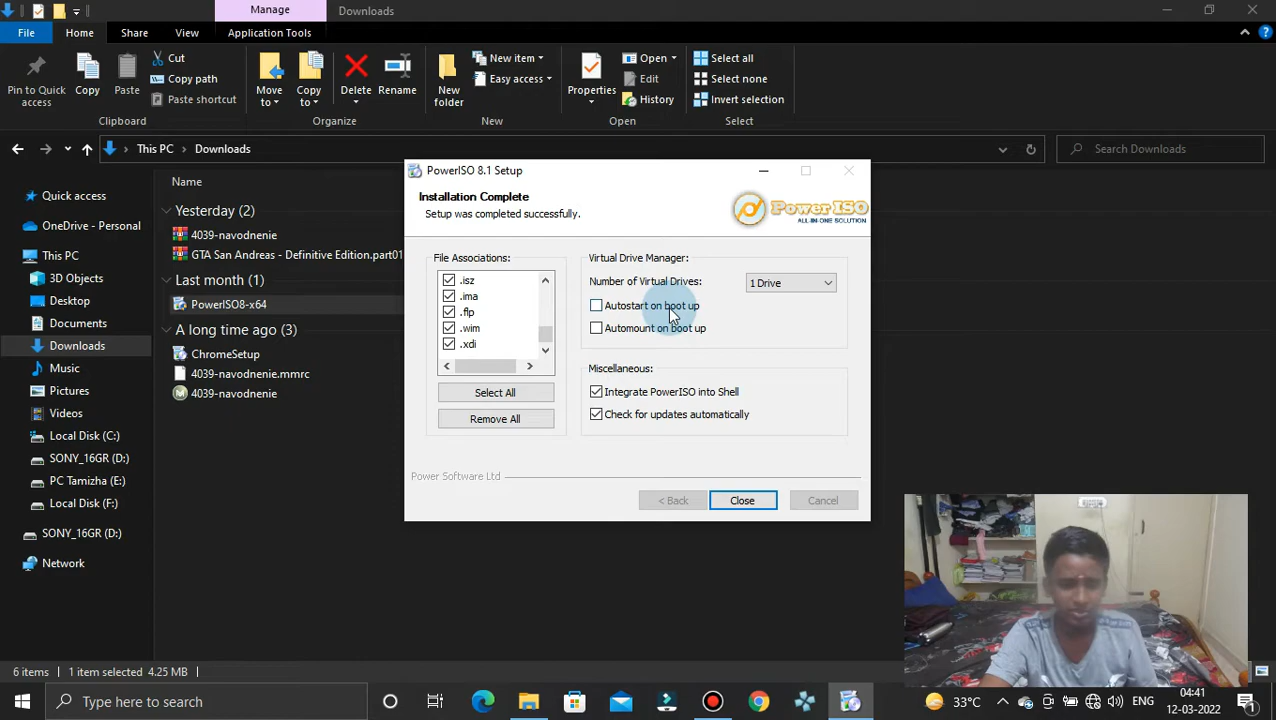 Manage
Downloads
File
Home
Share
View
Application Tools
Pin to Quick access
Copy
Paste
Cut
Copy path
Paste shortcut
Move to
Copy to
Delete
Rename
New folder
New item
Easy access
Properties
Open
Edit
History
Select all
Select none
Invert selection
Clipboard
Organize
New
Open
Select
This PC
Downloads
Search Downloads
Quick access
OneDrive - Personal
This PC
3D Objects
Desktop
Documents
Downloads
Music
Pictures
Videos
Local Disk (C:)
SONY_16GR (D:)
PC Tamizha (E:)
Local Disk (F:)
SONY_16GR (D:)
Network
Name
Yesterday (2)
4039-navodnenie
GTA San Andreas - Definitive Edition.part01
Last month (1)
PowerISO8-x64
A long time ago (3)
ChromeSetup
4039-navodnenie.mmrc
4039-navodnenie
PowerISO 8.1 Setup
Installation Complete
Setup was completed successfully.
Power ISO
ALL-IN-ONE SOLUTION
File Associations:
.isz
.ima
.flp
.wim
.xdi
Select All
Remove All
Virtual Drive Manager:
Number of Virtual Drives:
1 Drive
Autostart on boot up
Automount on boot up
Miscellaneous:
Integrate PowerISO into Shell
Check for updates automatically
Power Software Ltd
< Back
Close
Cancel
6 items
1 item selected 4.25 MB
Type here to search
33°C
ENG
04:41
12-03-2022
1